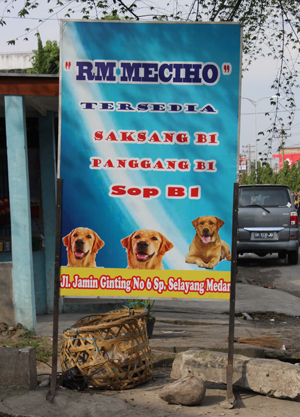 "RM MECIHO"
TERSEDIA
SAKSANG B1
PANGGANG B1
Sop B1
Jl. Jamin Ginting No 6 Sp. Selayang Medan